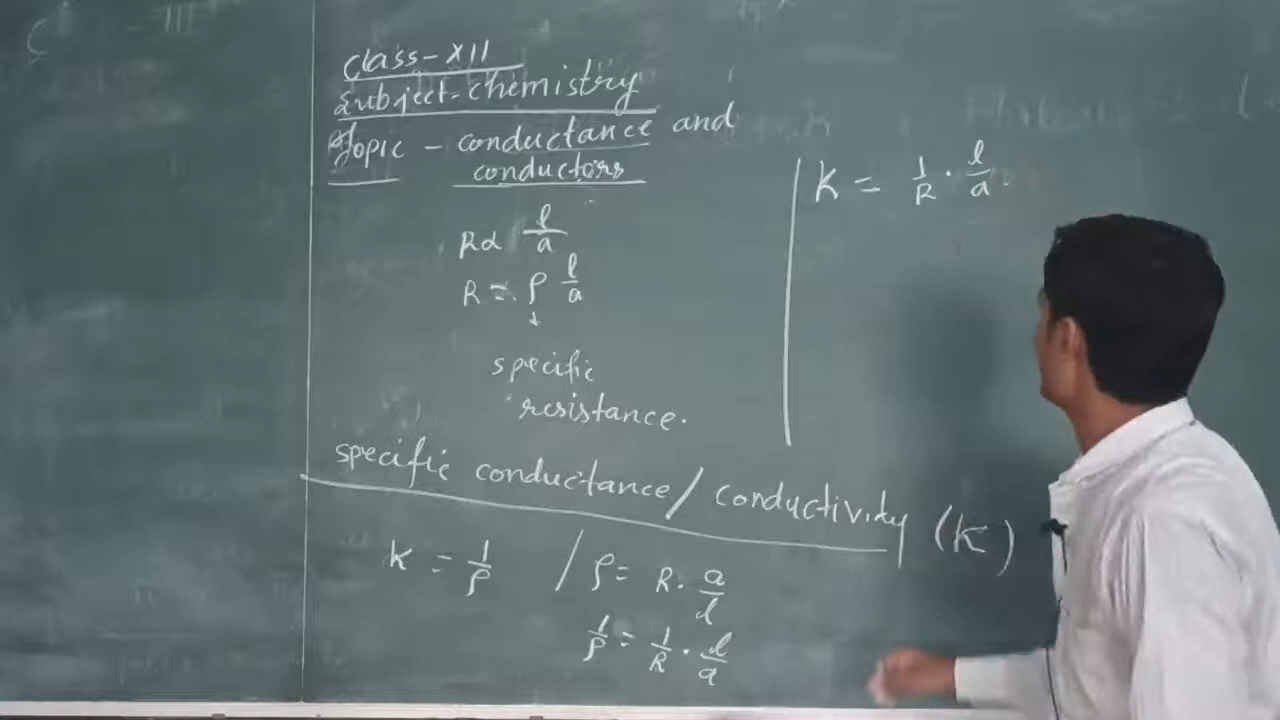 Class-XII
Subject-Chemistry
Topic - conductance and
conductors
R α l/a
R = ρ l/a
↓
specific
resistance.
specific conductance / conductivity (K)
K = 1/ρ / ρ = R. a/l
1/ρ = 1/R . l/a
K = 1/R . l/a.